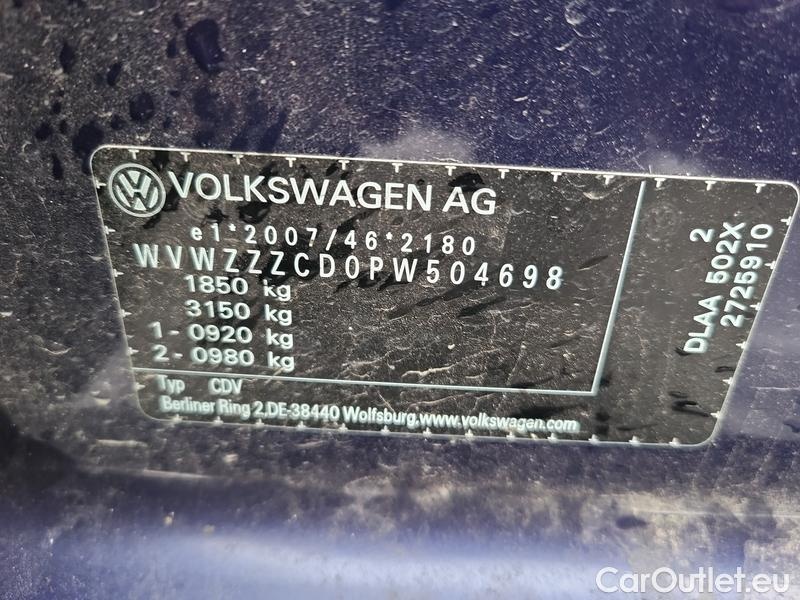 VOLKSWAGEN AG
e1*2007/46*2180
WVWZZZCD0PW504698
1850 kg
3150 kg
1 - 0920 kg
2 - 0980 kg
Typ CDV
Berliner Ring 2,DE-38440 Wolfsburg,www.volkswagen.com
2
DLAA 502X
2725910
CarOutlet.eu